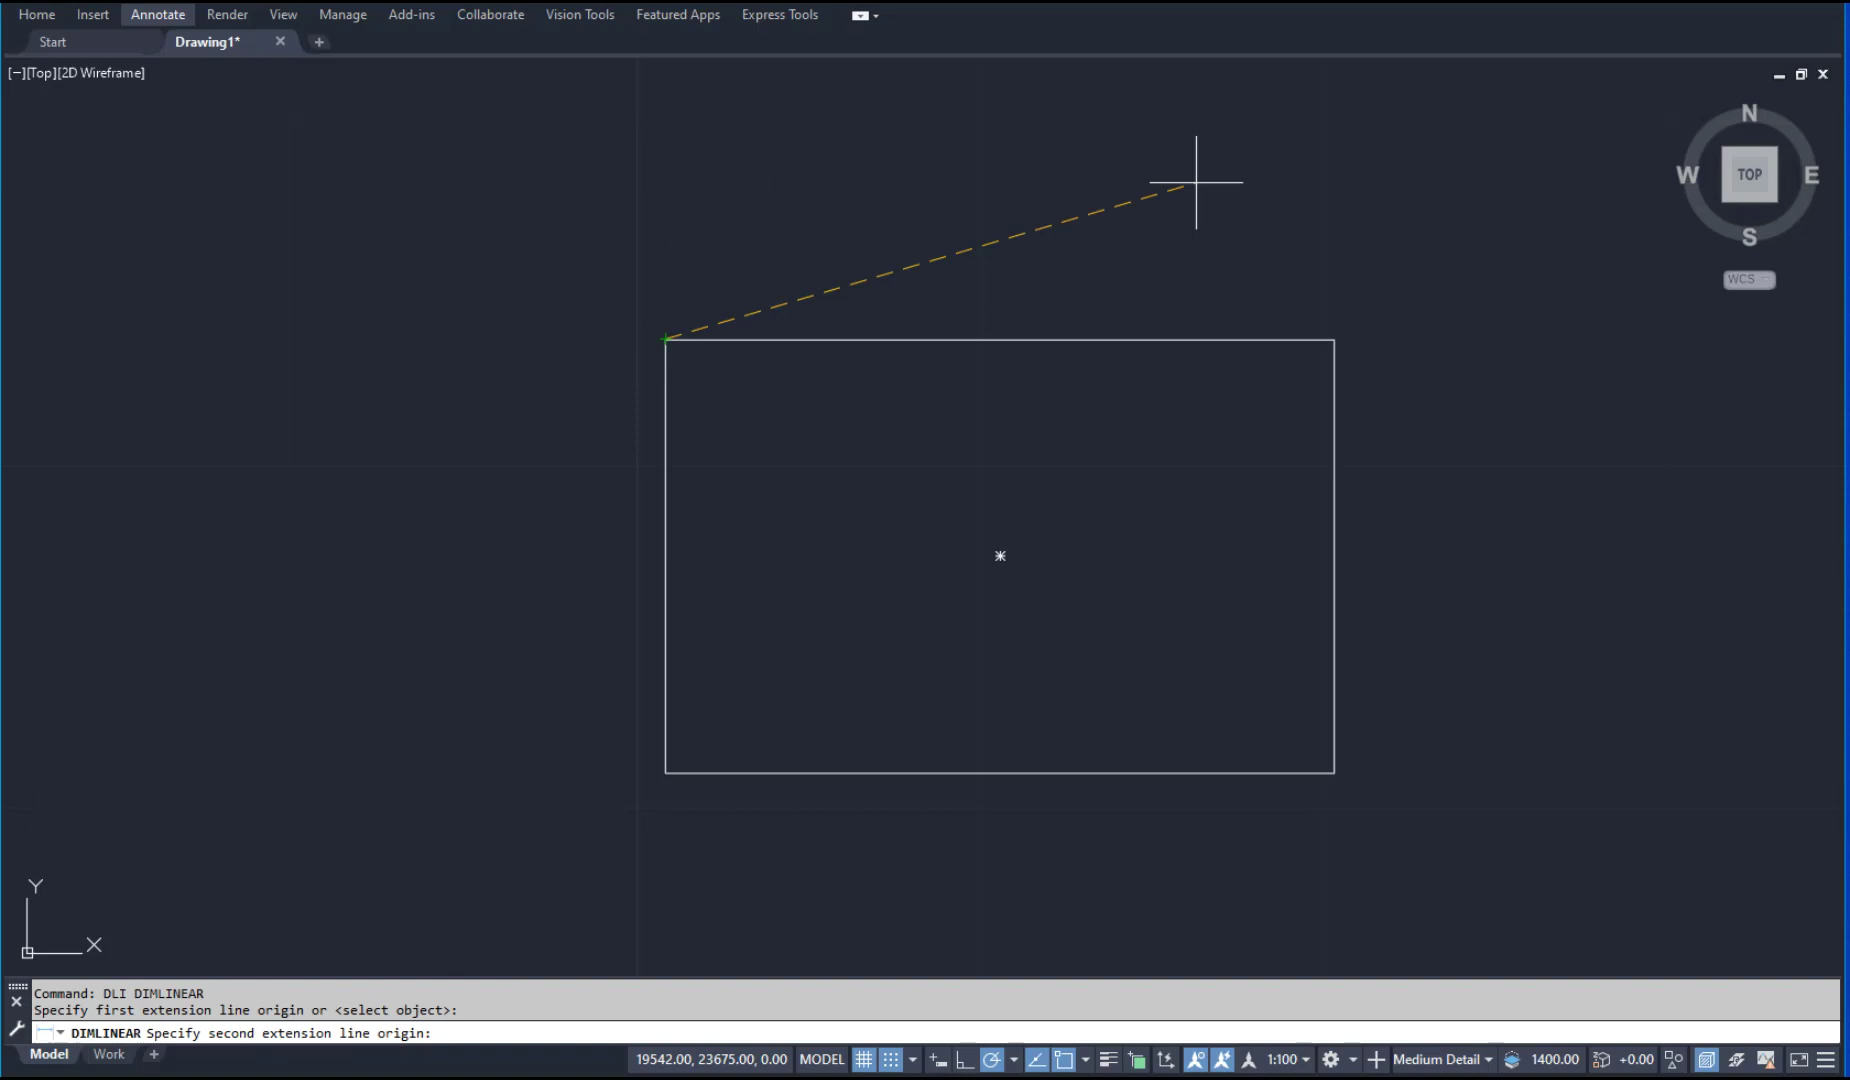 Home Insert Annotate Render View Manage Add-ins Collaborate Vision Tools Featured Apps Express Tools
Start Drawing1*
[−][Top][2D Wireframe]
N
W TOP E
S
WCS
Y
X
Command: DLI DIMLINEAR
Specify first extension line origin or <select object>:
DIMLINEAR Specify second extension line origin:
Model Work
19542.00, 23675.00, 0.00 MODEL 1:100 Medium Detail 1400.00 +0.00